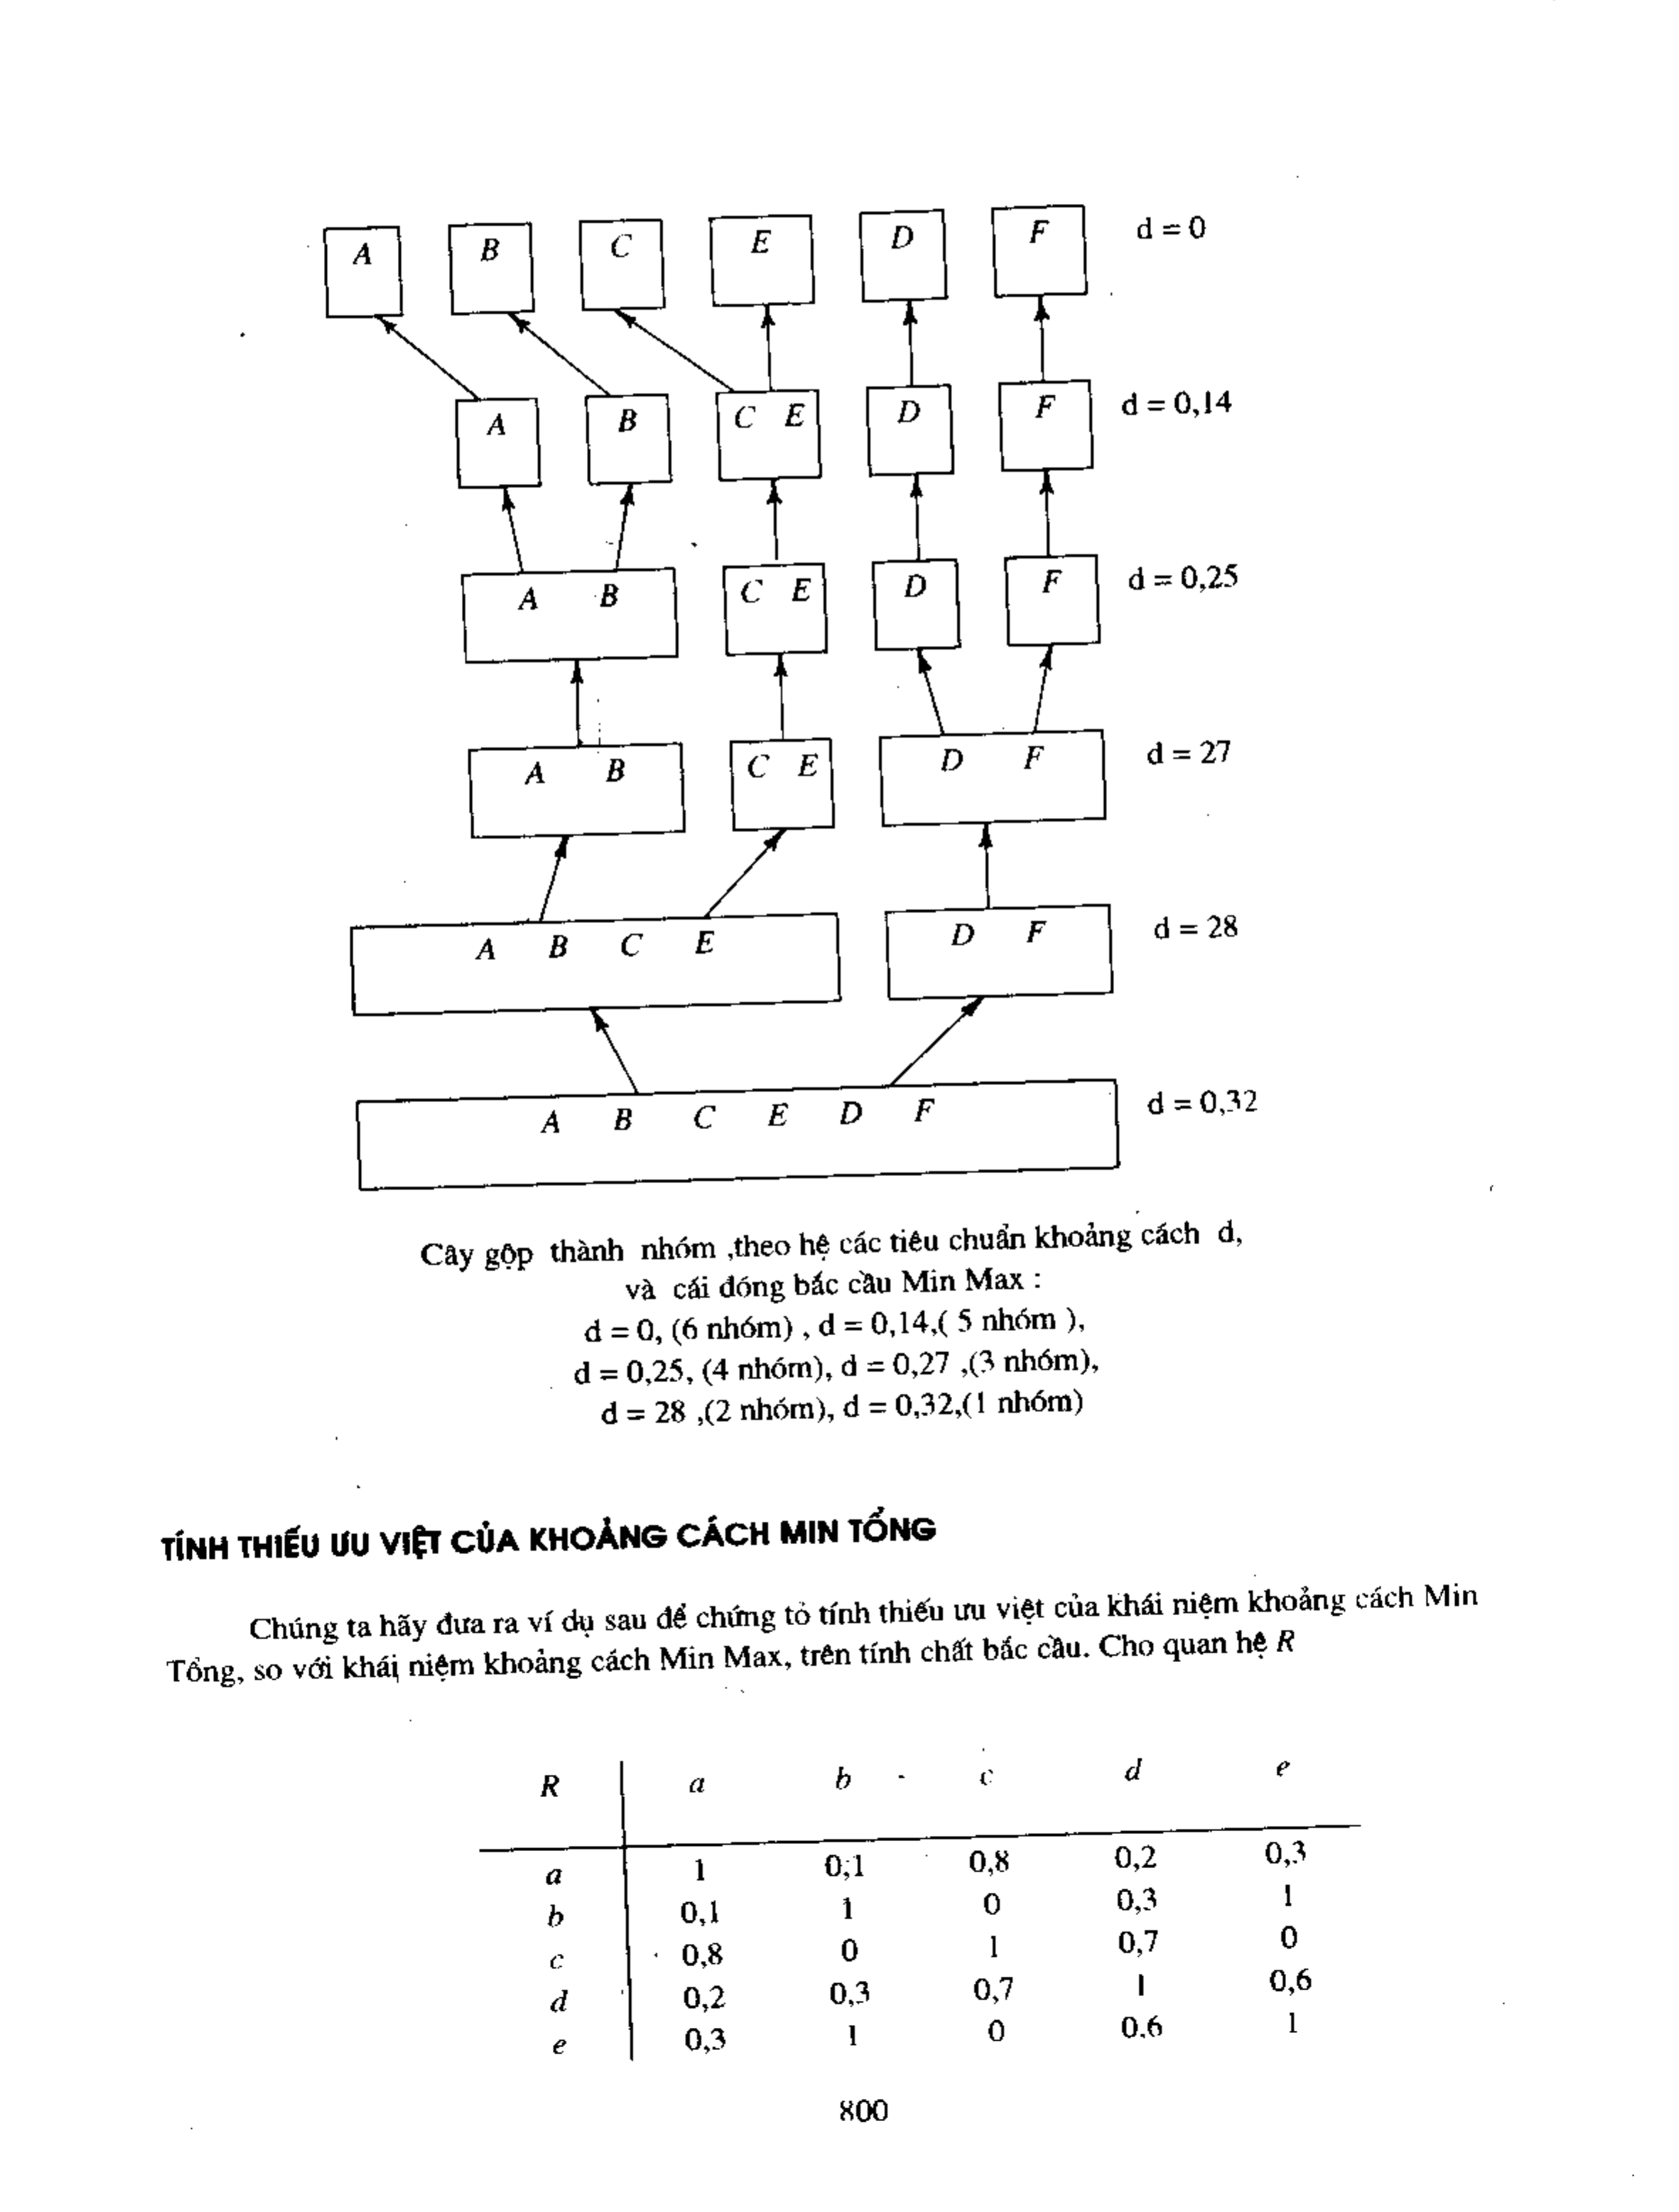 A B C E D F d = 0
A B C E D F d = 0,14
A B C E D F d = 0,25
A B C E D F d = 27
A B C E D F d = 28
A B C E D F d = 0,32
Cây gộp thành nhóm ,theo hệ các tiêu chuẩn khoảng cách d,
và cái đóng bắc cầu Min Max :
d = 0, (6 nhóm) , d = 0,14,( 5 nhóm ),
d = 0,25, (4 nhóm), d = 0,27 ,(3 nhóm),
d = 28 ,(2 nhóm), d = 0,32,(1 nhóm)
TÍNH THIẾU ƯU VIỆT CỦA KHOẢNG CÁCH MIN TỔNG
Chúng ta hãy đưa ra ví dụ sau để chứng tỏ tính thiếu ưu việt của khái niệm khoảng cách Min
Tổng, so với khái niệm khoảng cách Min Max, trên tính chất bắc cầu. Cho quan hệ R
R a b c d e
a 1 0,1 0,8 0,2 0,3
b 0,1 1 0 0,3 1
c 0,8 0 1 0,7 0
d 0,2 0,3 0,7 1 0,6
e 0,3 1 0 0.6 1
800